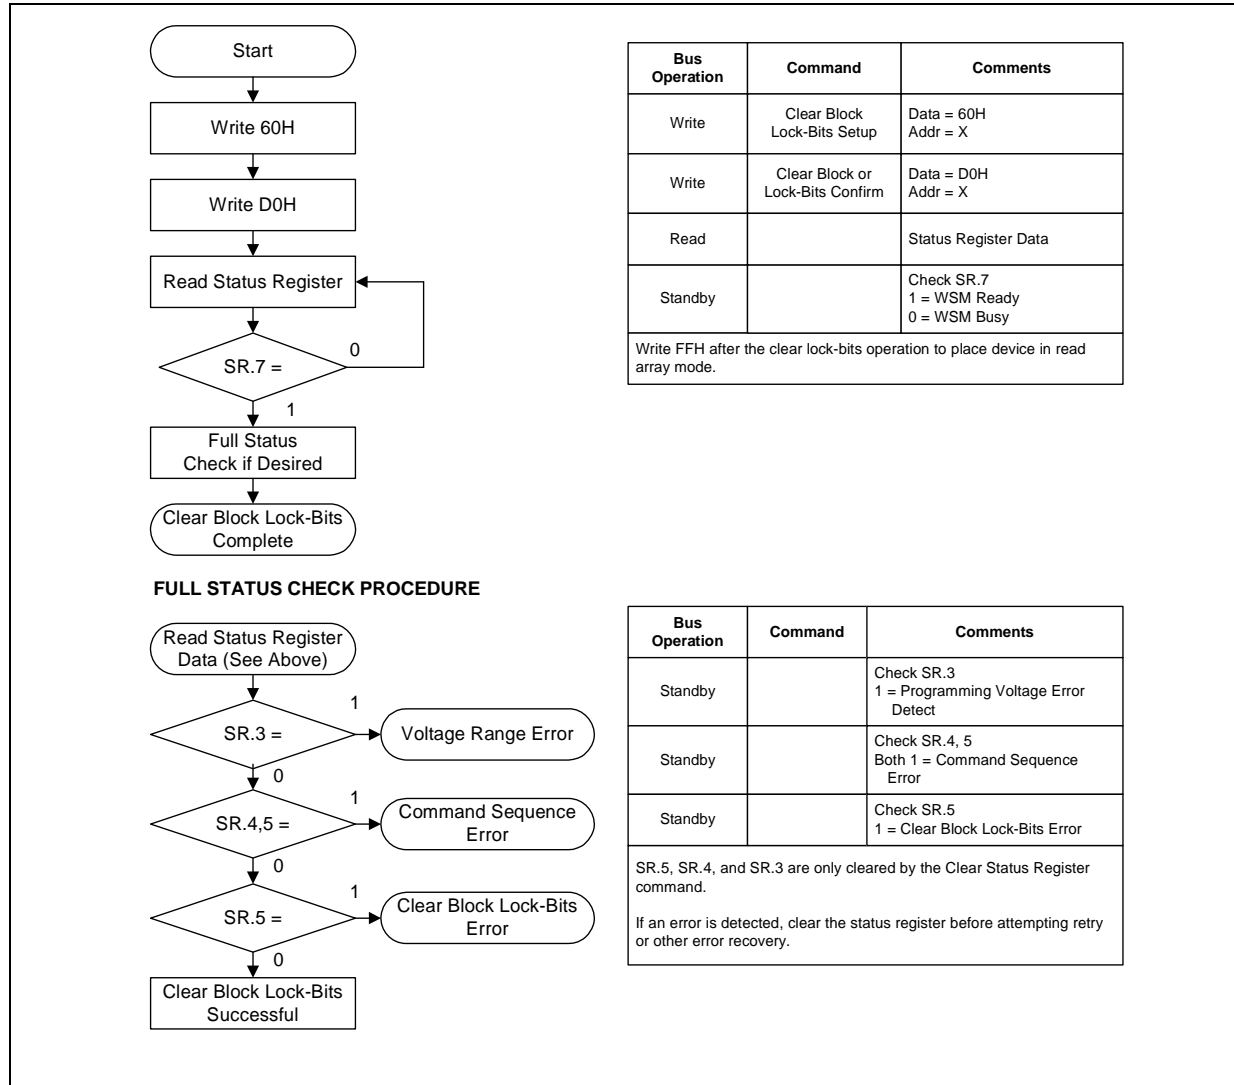 Start
Write 60H
Write D0H
Read Status Register
SR.7 =
0
1
Full Status
Check if Desired
Clear Block Lock-Bits
Complete
Bus
Operation
Command
Comments
Write
Clear Block
Lock-Bits Setup
Data = 60H
Addr = X
Write
Clear Block or
Lock-Bits Confirm
Data = D0H
Addr = X
Read
Status Register Data
Standby
Check SR.7
1 = WSM Ready
0 = WSM Busy
Write FFH after the clear lock-bits operation to place device in read
array mode.
FULL STATUS CHECK PROCEDURE
Read Status Register
Data (See Above)
SR.3 =
1
Voltage Range Error
0
SR.4,5 =
1
Command Sequence
Error
0
SR.5 =
1
Clear Block Lock-Bits
Error
0
Clear Block Lock-Bits
Successful
Bus
Operation
Command
Comments
Standby
Check SR.3
1 = Programming Voltage Error
Detect
Standby
Check SR.4, 5
Both 1 = Command Sequence
Error
Standby
Check SR.5
1 = Clear Block Lock-Bits Error
SR.5, SR.4, and SR.3 are only cleared by the Clear Status Register
command.
If an error is detected, clear the status register before attempting retry
or other error recovery.